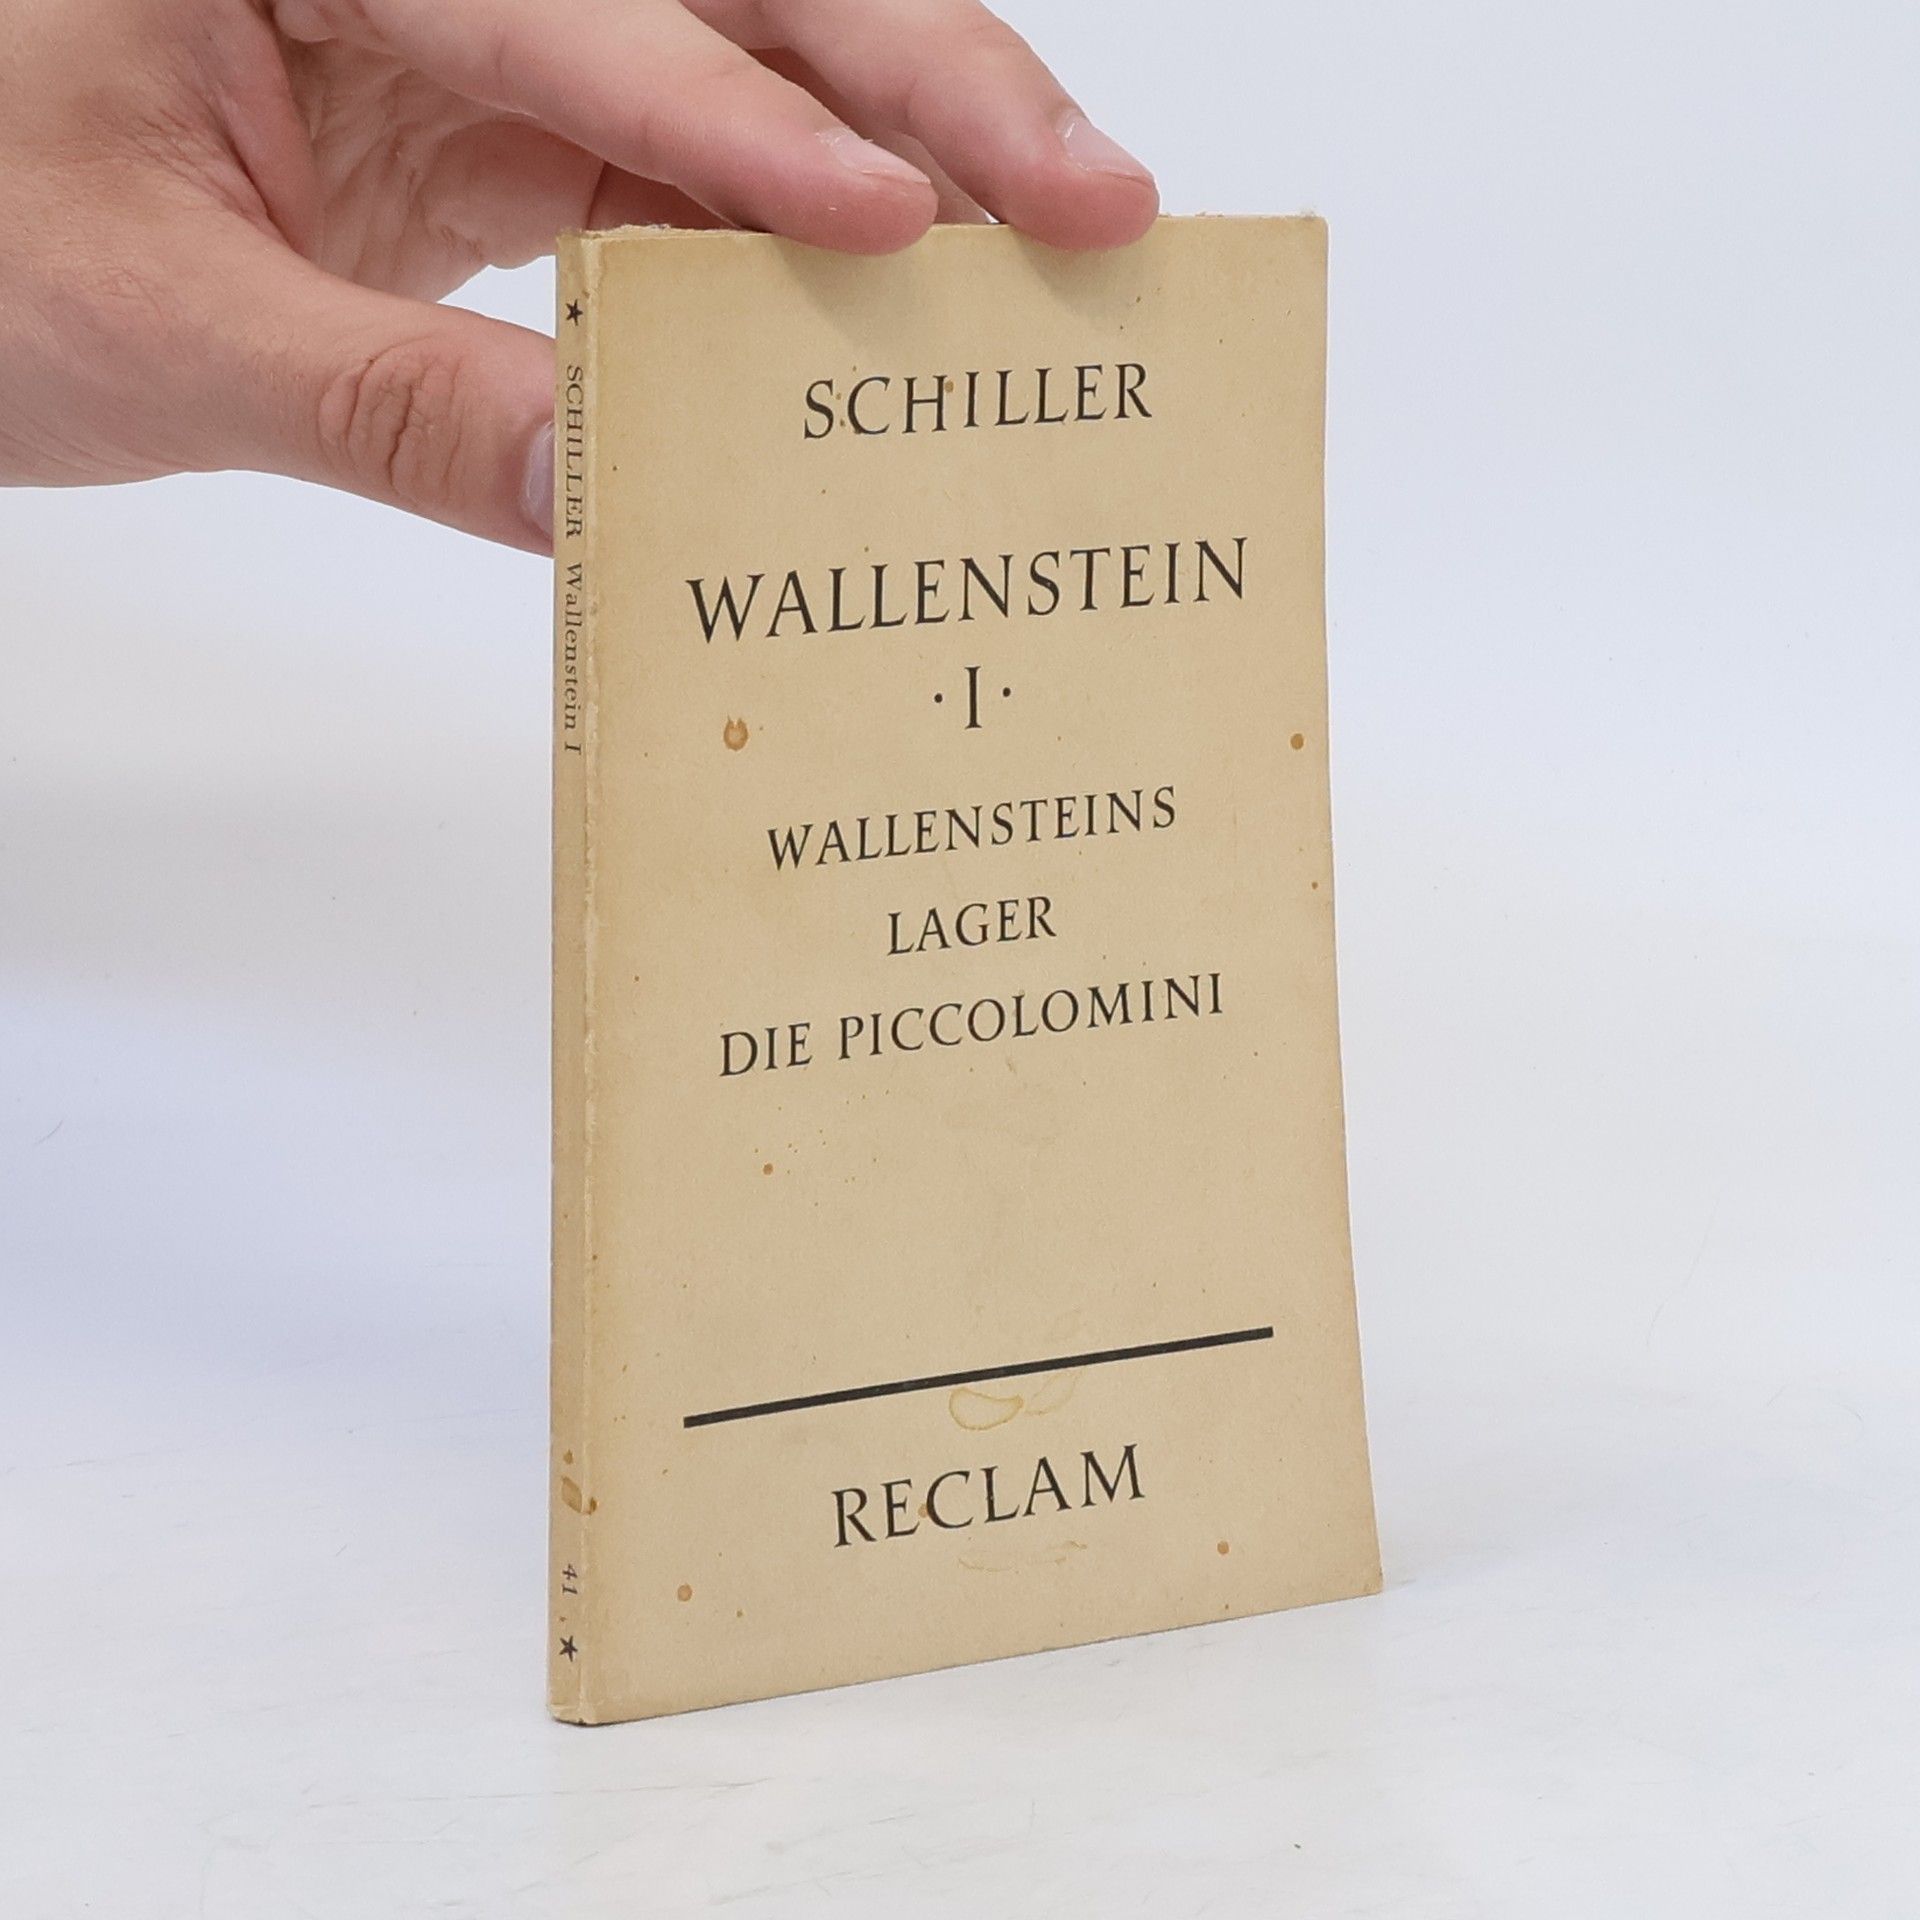 SCHILLER
WALLENSTEIN
· I ·
WALLENSTEINS
LAGER
DIE PICCOLOMINI
RECLAM
★ SCHILLER Wallenstein I 41 ★